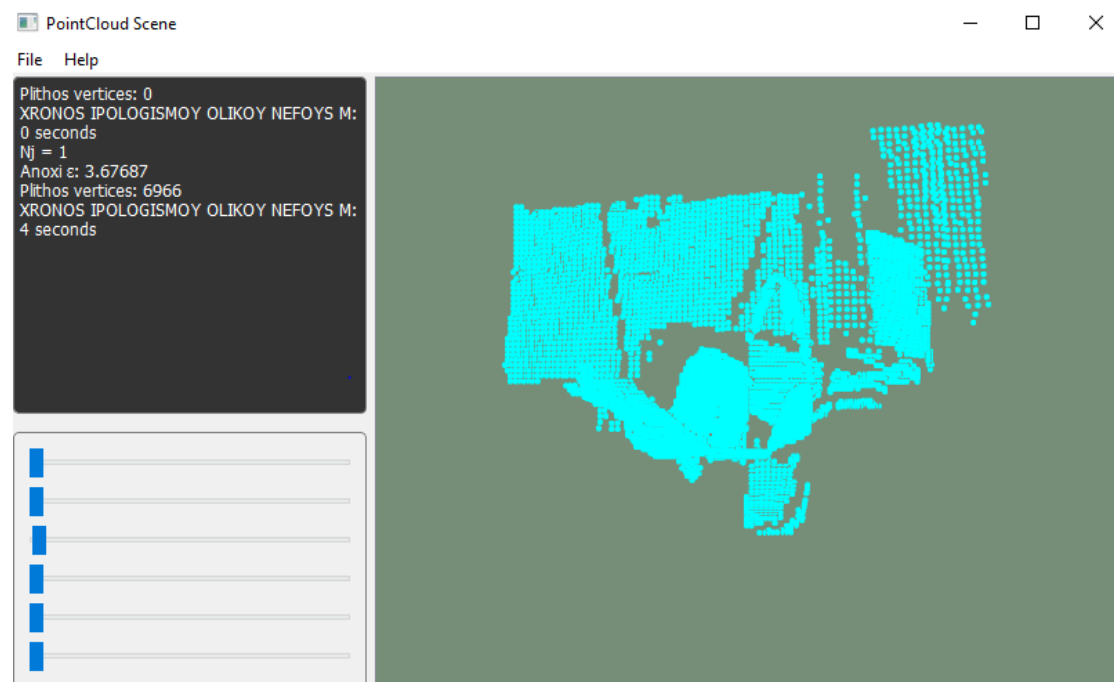 PointCloud Scene
File Help
Plithos vertices: 0
XRONOS IPOLOGISMOY OLIKOY NEFOYS M:
0 seconds
Nj = 1
Anoxi ε: 3.67687
Plithos vertices: 6966
XRONOS IPOLOGISMOY OLIKOY NEFOYS M:
4 seconds